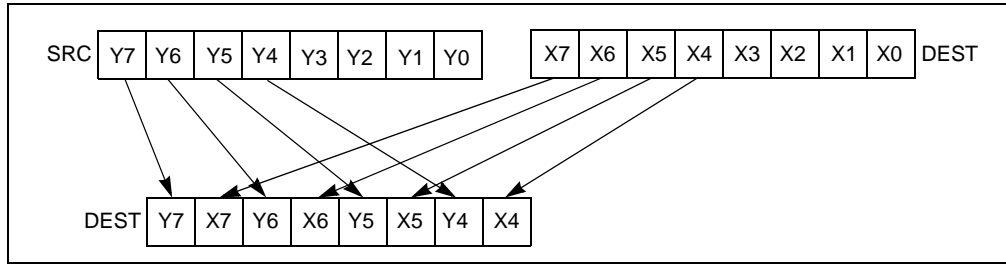 SRC Y7 Y6 Y5 Y4 Y3 Y2 Y1 Y0 X7 X6 X5 X4 X3 X2 X1 X0 DEST
DEST Y7 X7 Y6 X6 Y5 X5 Y4 X4